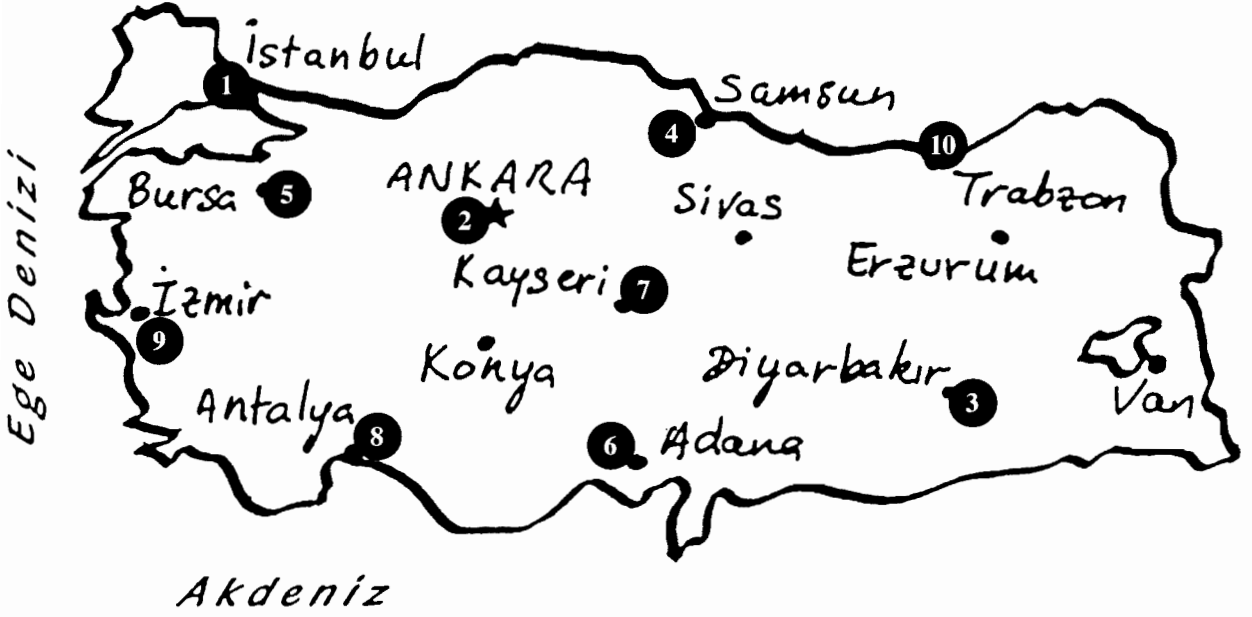 İstanbul
1
Samsun
4
10
Bursa
5
ANKARA
2
Sivas
Trabzon
Erzurum
Kayseri
7
İzmir
9
Konya
Diyarbakır
3
Van
Antalya
8
6
Adana
Ege Denizi
Akdeniz